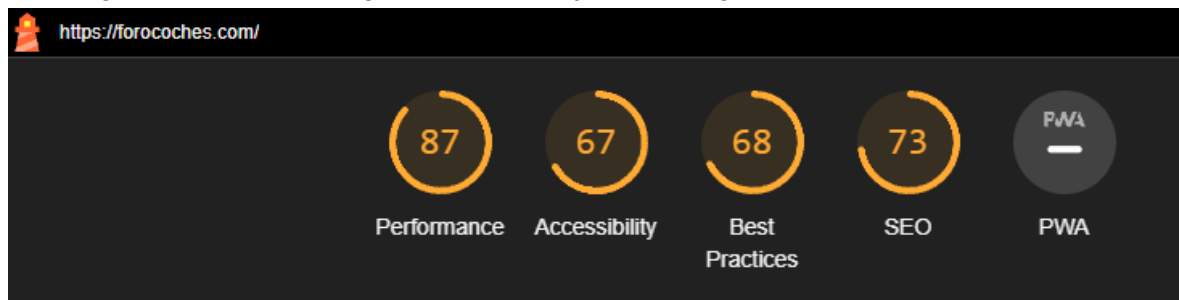 https://forocoches.com/
87
67
68
73
PWA
Performance
Accessibility
Best
Practices
SEO
PWA